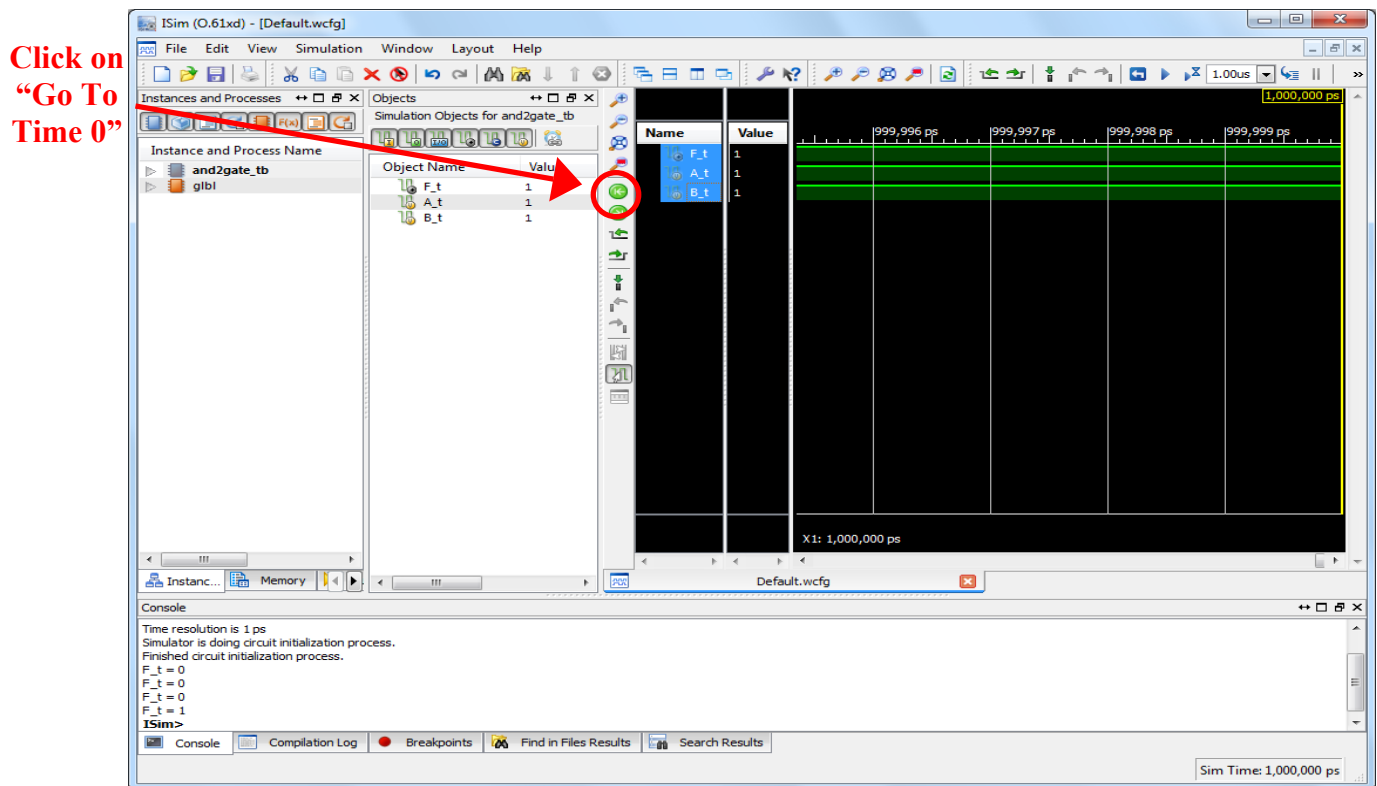 ISim (O.61xd) - [Default.wcfg]
File Edit View Simulation Window Layout Help
Click on
“Go To
Time 0”
1.00us
»
Instances and Processes
Objects
1,000,000 ps
Simulation Objects for and2gate_tb
F(x)
Instance and Process Name
and2gate_tb
glbl
Object Name Valu
F_t 1
A_t 1
B_t 1
Name Value
F_t 1
A_t 1
B_t 1
999,996 ps 999,997 ps 999,998 ps 999,999 ps
X1: 1,000,000 ps
Instanc... Memory
Default.wcfg
Console
Time resolution is 1 ps
Simulator is doing circuit initialization process.
Finished circuit initialization process.
F_t = 0
F_t = 0
F_t = 0
F_t = 1
ISim>
Console Compilation Log Breakpoints Find in Files Results Search Results
Sim Time: 1,000,000 ps